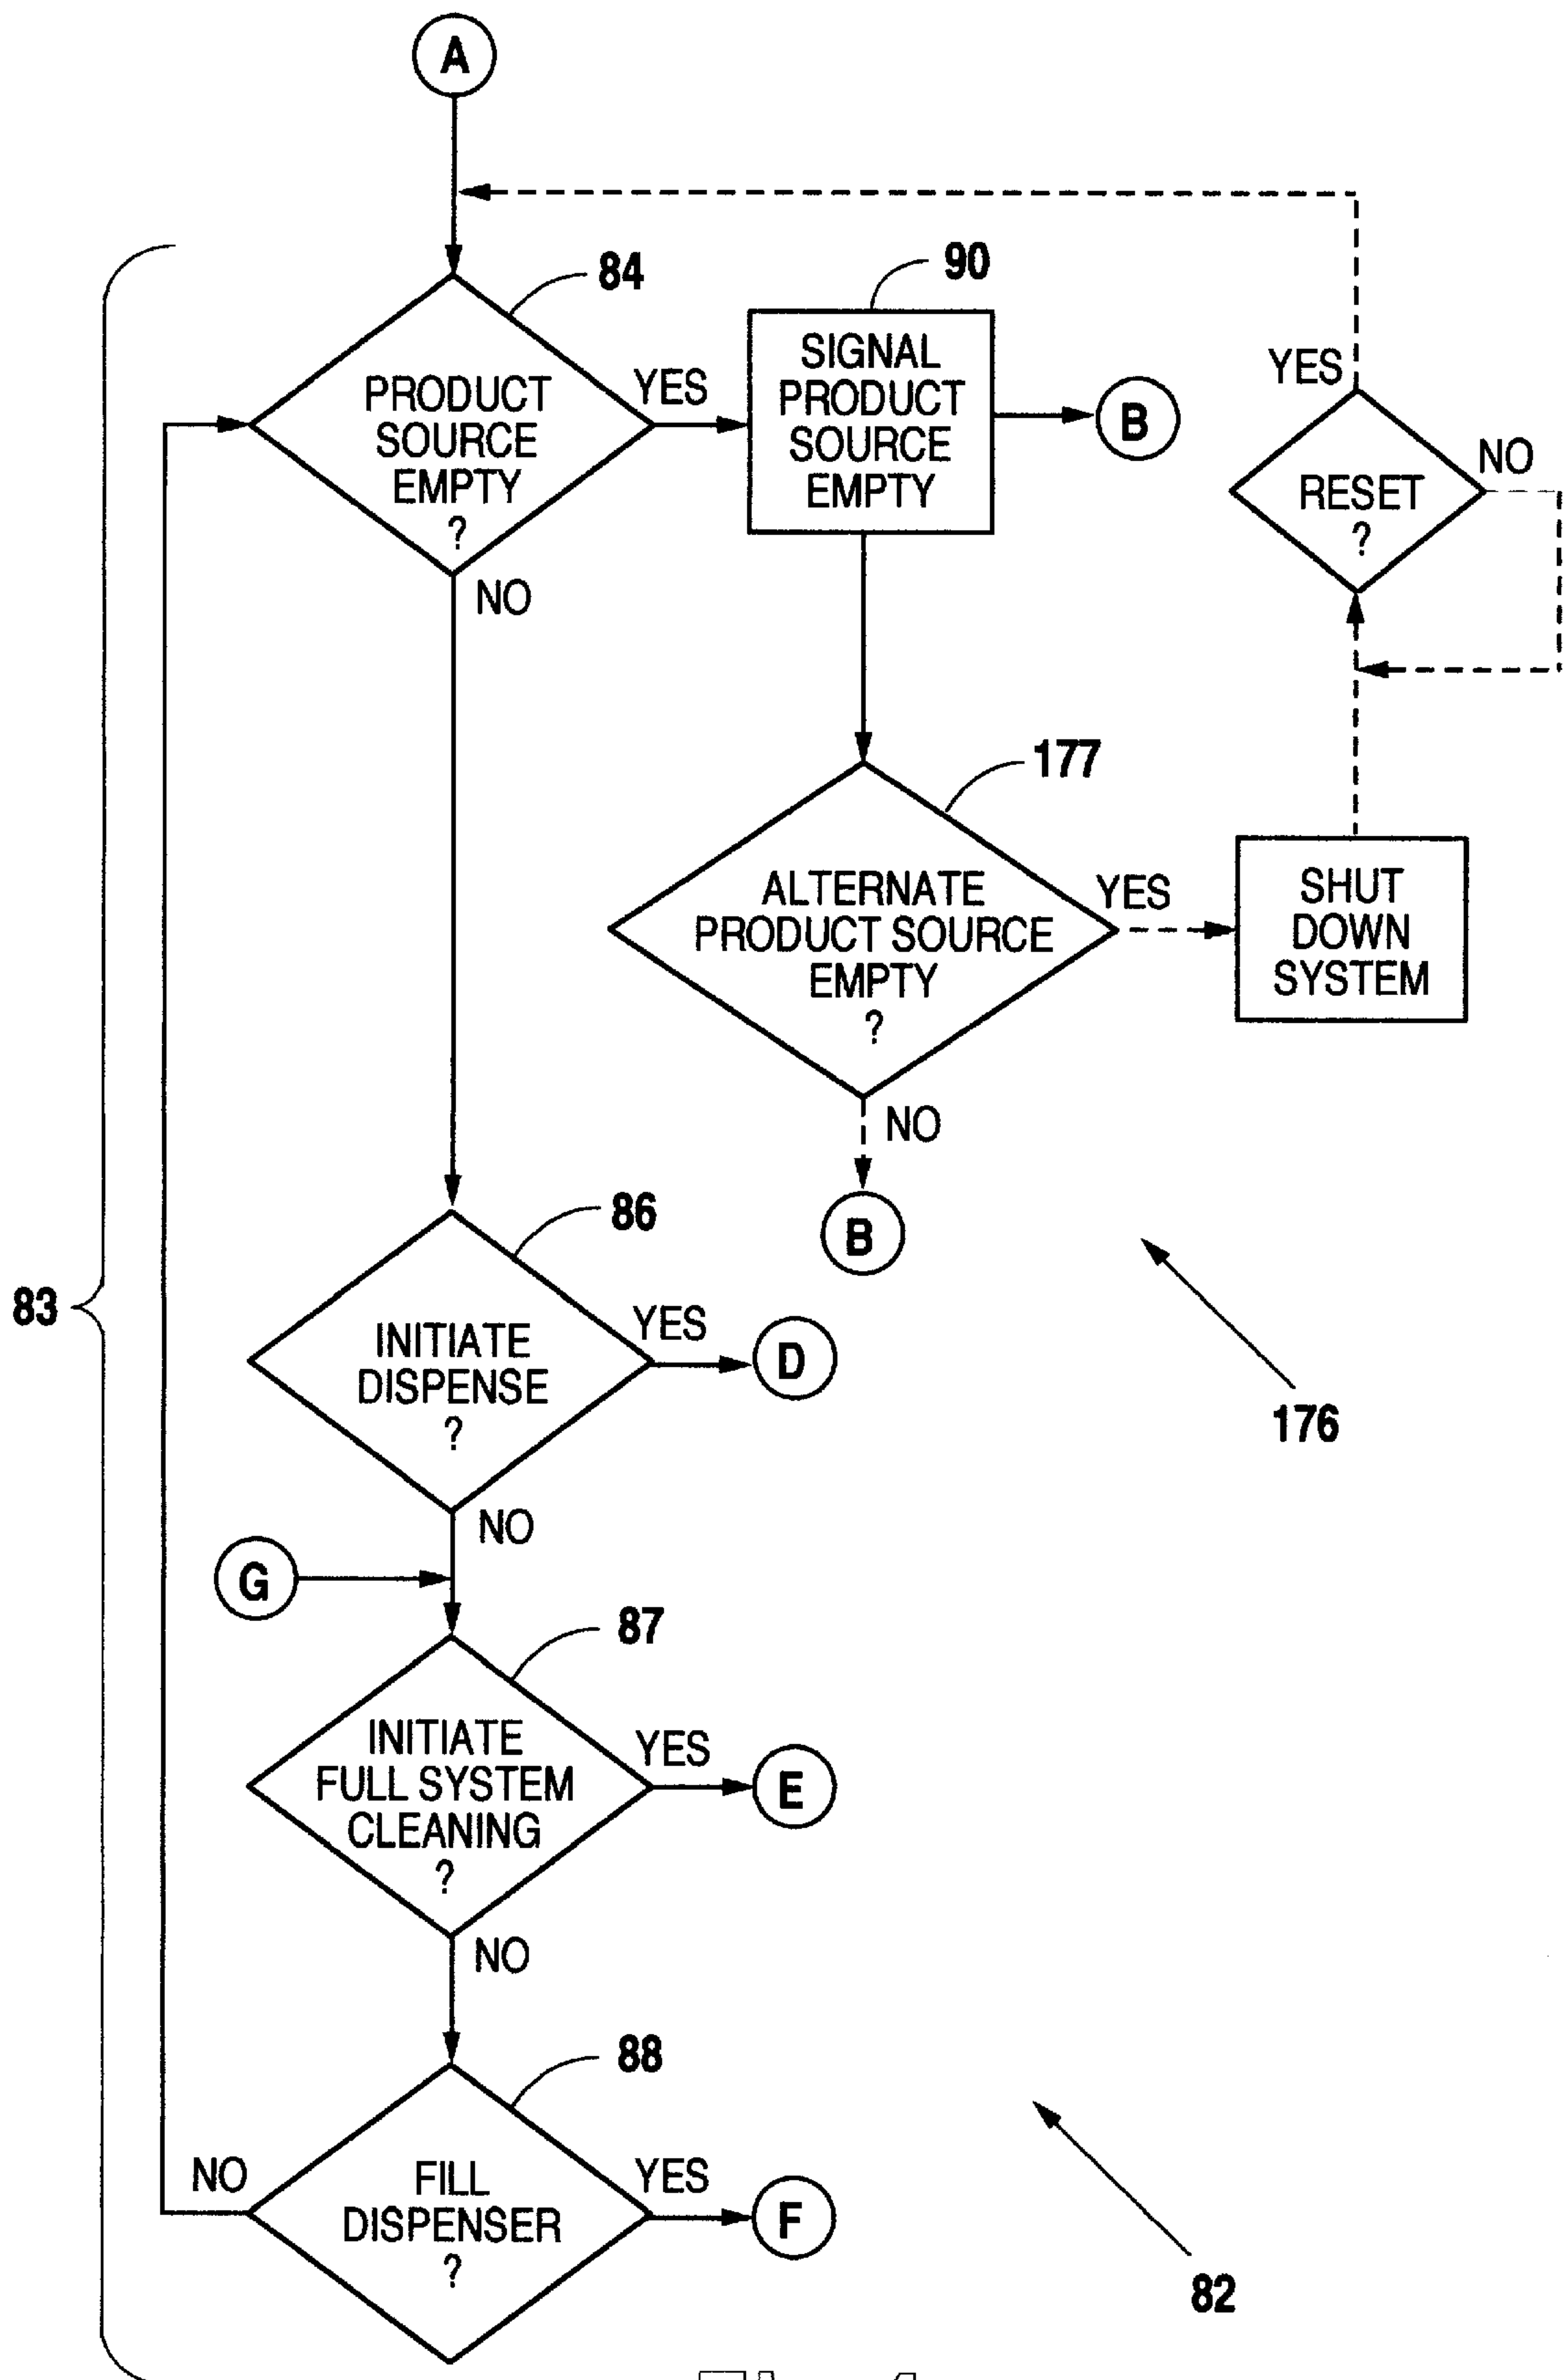 A
84
PRODUCT
SOURCE
EMPTY
?
YES
NO
90
SIGNAL
PRODUCT
SOURCE
EMPTY
B
YES
NO
RESET
?
177
ALTERNATE
PRODUCT SOURCE
EMPTY
?
YES
NO
SHUT
DOWN
SYSTEM
B
176
83
86
INITIATE
DISPENSE
?
YES
D
NO
G
87
INITIATE
FULL SYSTEM
CLEANING
?
YES
E
NO
88
FILL
DISPENSER
?
NO
YES
F
82